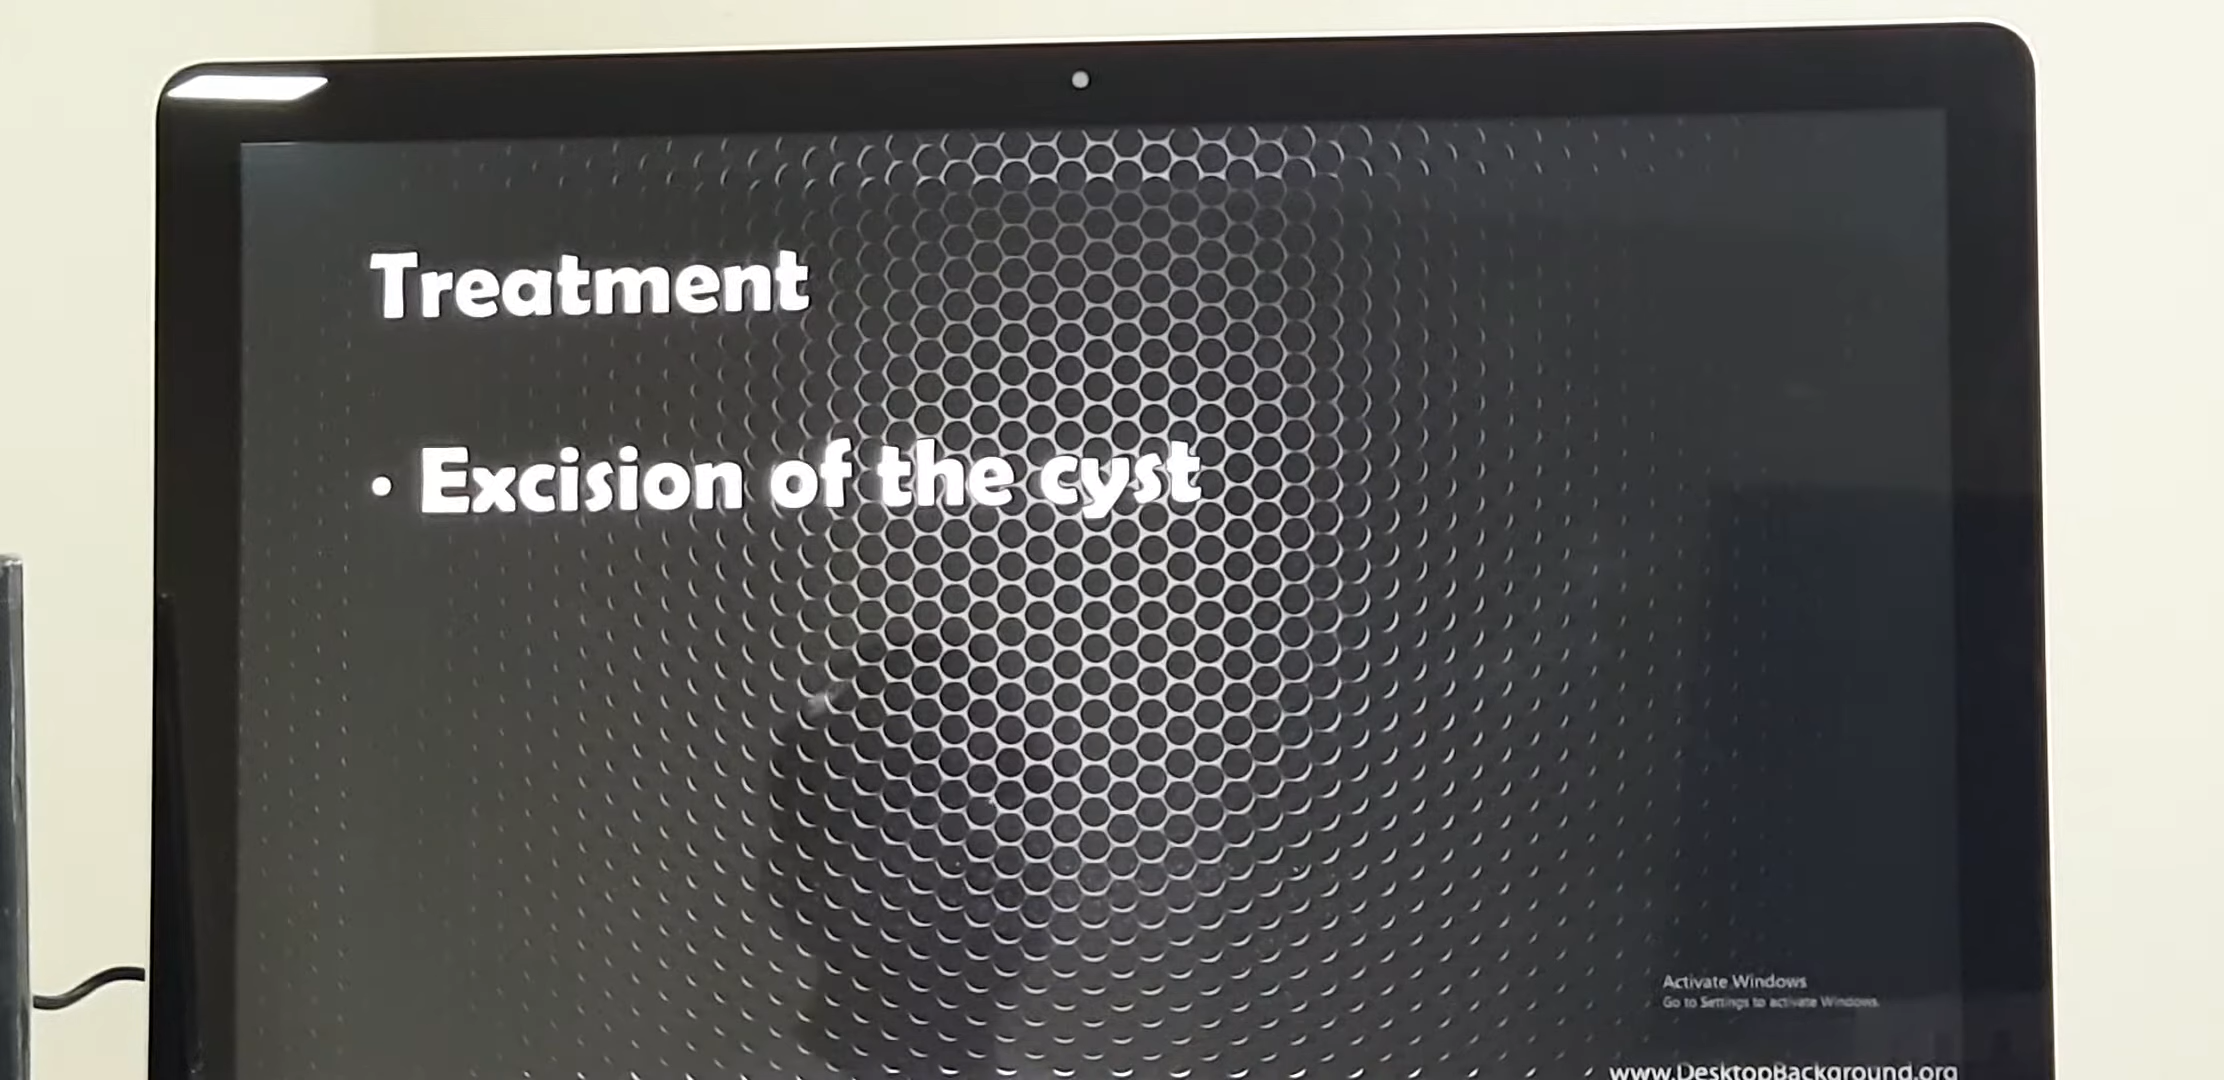 Treatment
• Excision of the cyst
Activate Windows
Go to Settings to activate Windows.
www.DesktopBackground.org